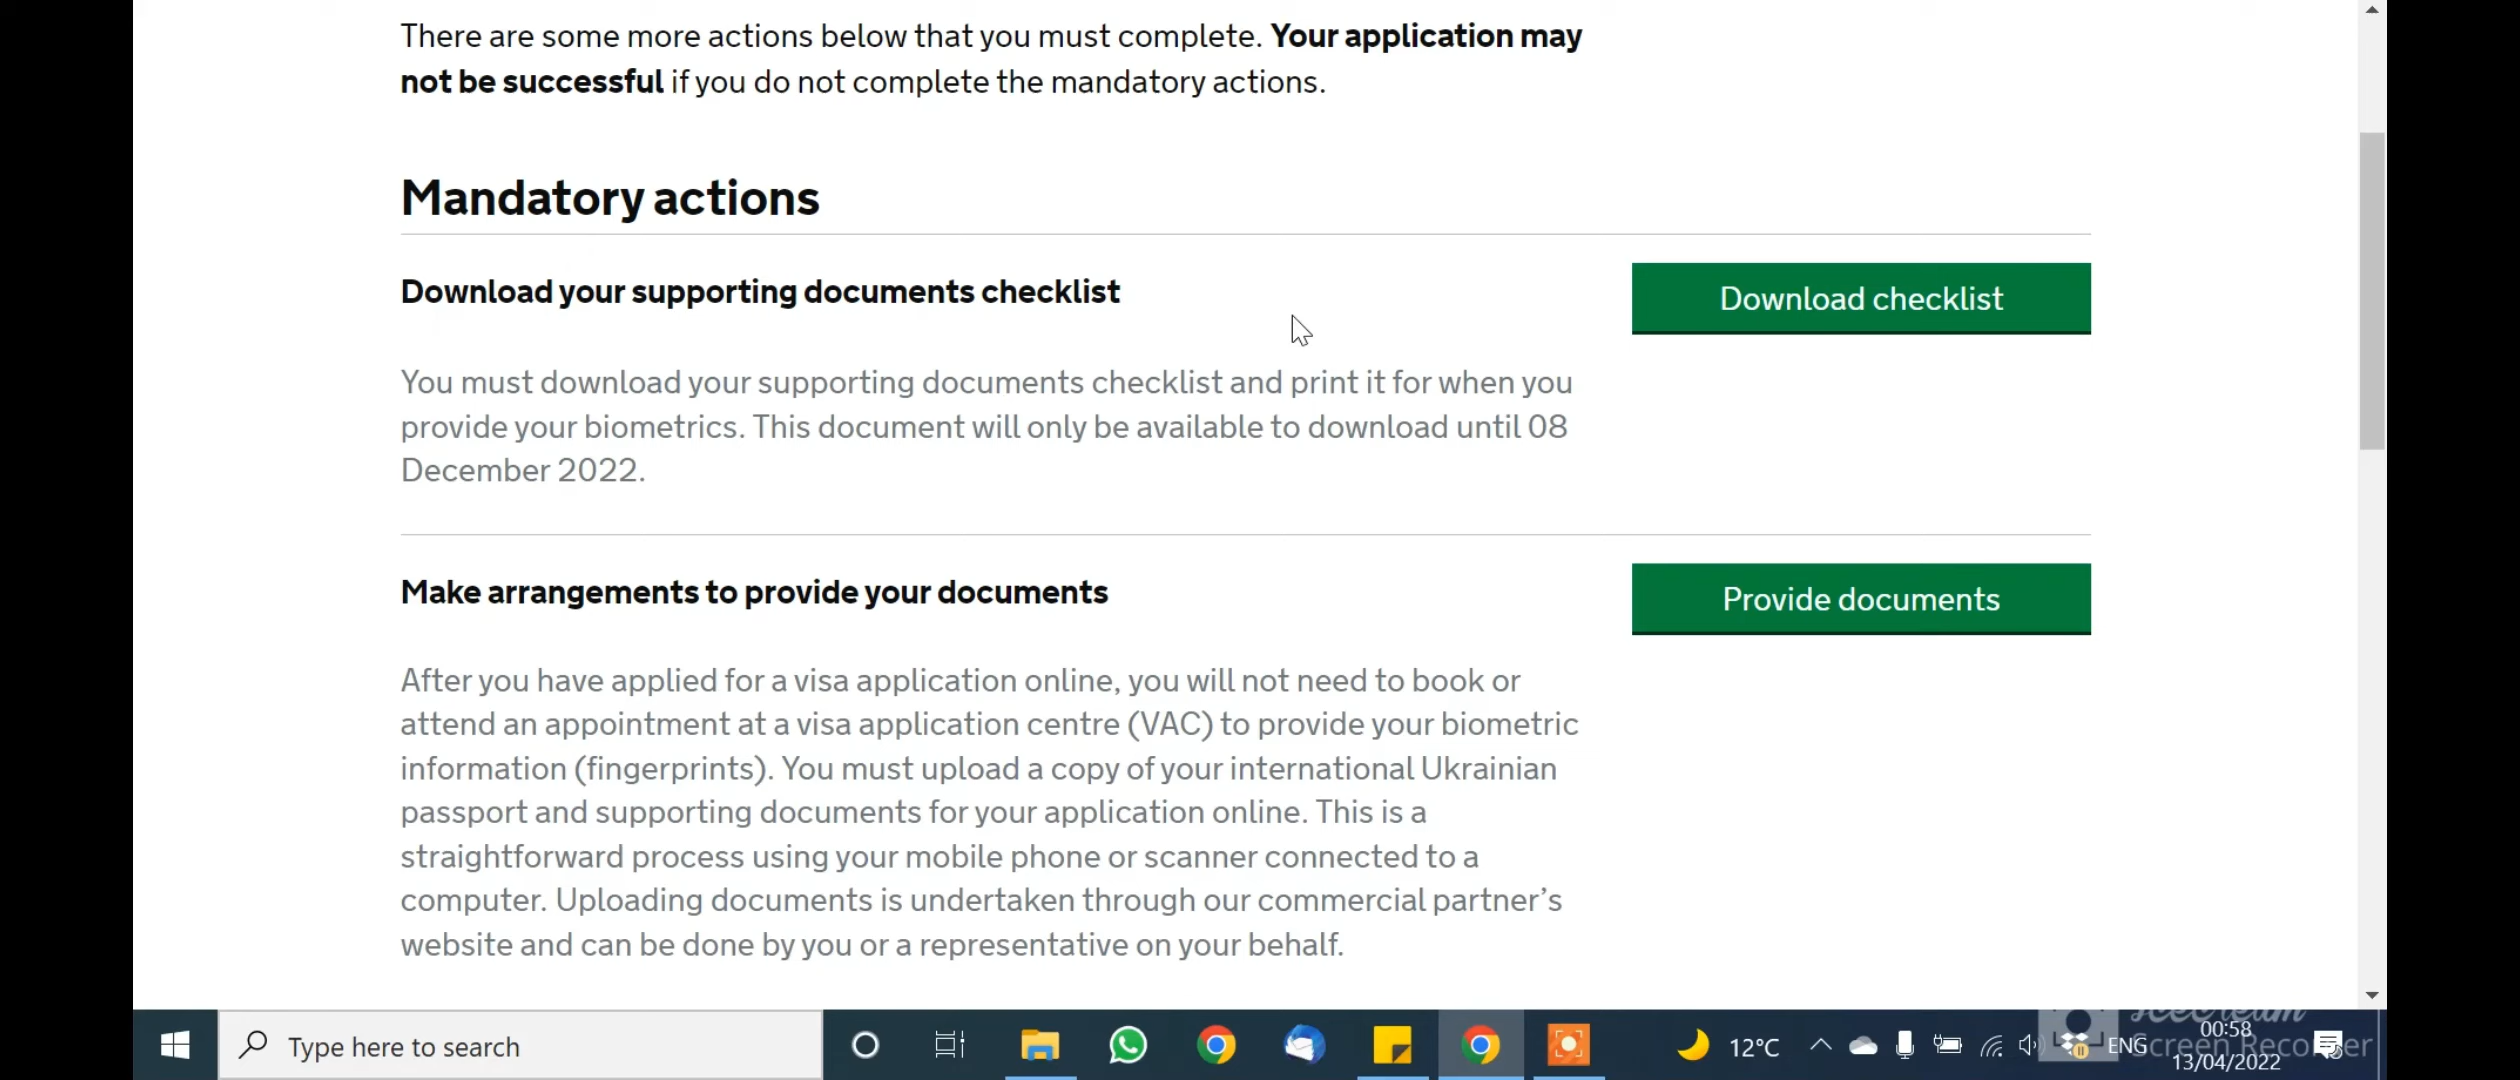 There are some more actions below that you must complete. Your application may
not be successful if you do not complete the mandatory actions.
Mandatory actions
Download your supporting documents checklist
Download checklist
You must download your supporting documents checklist and print it for when you
provide your biometrics. This document will only be available to download until 08
December 2022.
Make arrangements to provide your documents
Provide documents
After you have applied for a visa application online, you will not need to book or
attend an appointment at a visa application centre (VAC) to provide your biometric
information (fingerprints). You must upload a copy of your international Ukrainian
passport and supporting documents for your application online. This is a
straightforward process using your mobile phone or scanner connected to a
computer. Uploading documents is undertaken through our commercial partner’s
website and can be done by you or a representative on your behalf.
Type here to search
12°C
ENG
00:58
13/04/2022
Screen Recorder